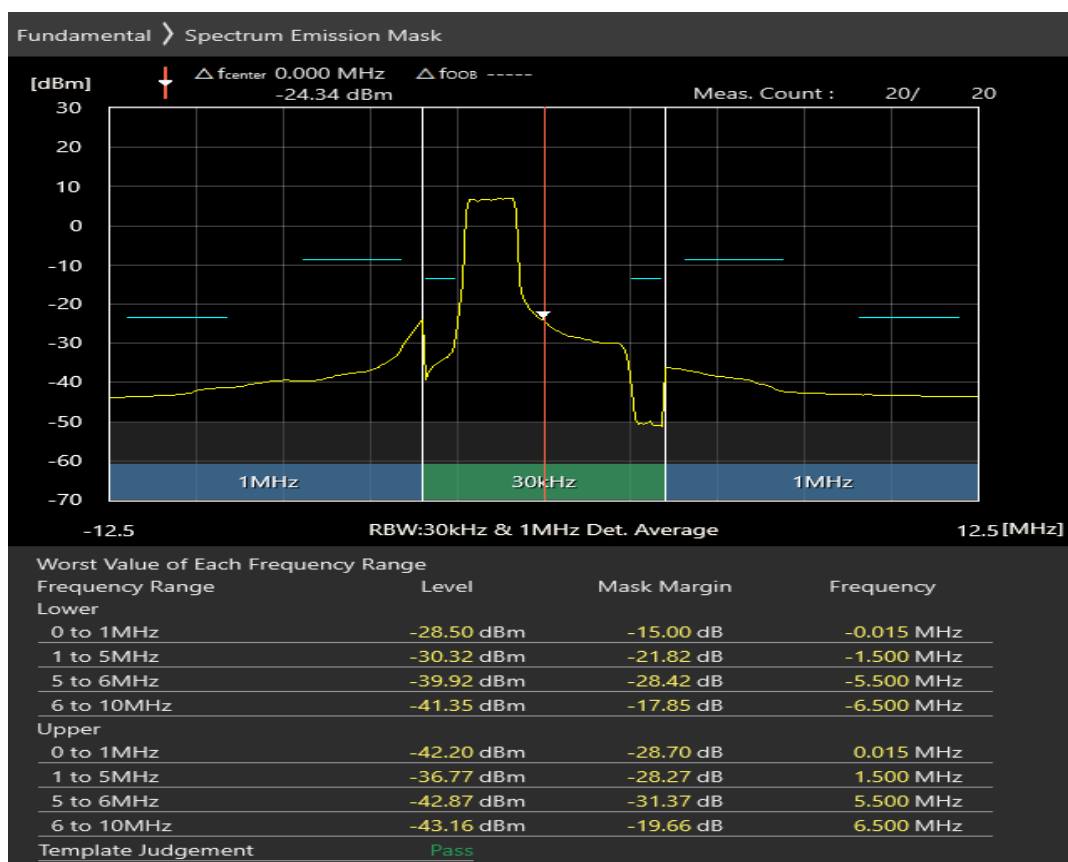 Fundamental ❯ Spectrum Emission Mask
△ fcenter 0.000 MHz △ fOOB -----
[dBm] -24.34 dBm Meas. Count : 20/ 20
30
20
10
0
-10
-20
-30
-40
-50
-60
1MHz 30kHz 1MHz
-70
-12.5 RBW:30kHz & 1MHz Det. Average 12.5 [MHz]
Worst Value of Each Frequency Range
Frequency Range Level Mask Margin Frequency
Lower
0 to 1MHz -28.50 dBm -15.00 dB -0.015 MHz
1 to 5MHz -30.32 dBm -21.82 dB -1.500 MHz
5 to 6MHz -39.92 dBm -28.42 dB -5.500 MHz
6 to 10MHz -41.35 dBm -17.85 dB -6.500 MHz
Upper
0 to 1MHz -42.20 dBm -28.70 dB 0.015 MHz
1 to 5MHz -36.77 dBm -28.27 dB 1.500 MHz
5 to 6MHz -42.87 dBm -31.37 dB 5.500 MHz
6 to 10MHz -43.16 dBm -19.66 dB 6.500 MHz
Template Judgement Pass